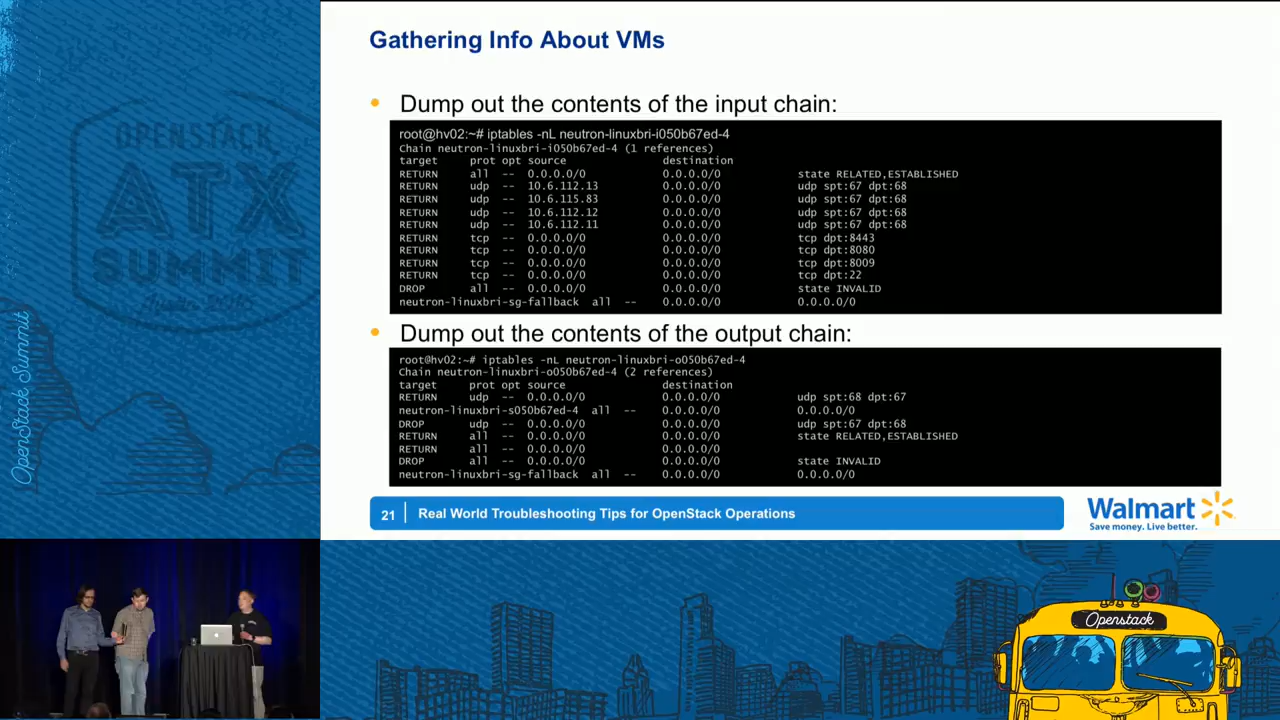 Gathering Info About VMs
• Dump out the contents of the input chain:
root@hv02:~# iptables -nL neutron-linuxbri-i050b67ed-4
Chain neutron-linuxbri-i050b67ed-4 (1 references)
target prot opt source destination
RETURN all -- 0.0.0.0/0 0.0.0.0/0 state RELATED,ESTABLISHED
RETURN udp -- 10.6.112.13 0.0.0.0/0 udp spt:67 dpt:68
RETURN udp -- 10.6.115.83 0.0.0.0/0 udp spt:67 dpt:68
RETURN udp -- 10.6.112.12 0.0.0.0/0 udp spt:67 dpt:68
RETURN udp -- 10.6.112.11 0.0.0.0/0 udp spt:67 dpt:68
RETURN tcp -- 0.0.0.0/0 0.0.0.0/0 tcp dpt:8443
RETURN tcp -- 0.0.0.0/0 0.0.0.0/0 tcp dpt:8080
RETURN tcp -- 0.0.0.0/0 0.0.0.0/0 tcp dpt:8009
RETURN tcp -- 0.0.0.0/0 0.0.0.0/0 tcp dpt:22
DROP all -- 0.0.0.0/0 0.0.0.0/0 state INVALID
neutron-linuxbri-sg-fallback all -- 0.0.0.0/0 0.0.0.0/0
• Dump out the contents of the output chain:
root@hv02:~# iptables -nL neutron-linuxbri-o050b67ed-4
Chain neutron-linuxbri-o050b67ed-4 (2 references)
target prot opt source destination
RETURN udp -- 0.0.0.0/0 0.0.0.0/0 udp spt:68 dpt:67
neutron-linuxbri-s050b67ed-4 all -- 0.0.0.0/0 0.0.0.0/0
DROP udp -- 0.0.0.0/0 0.0.0.0/0 udp spt:67 dpt:68
RETURN all -- 0.0.0.0/0 0.0.0.0/0 state RELATED,ESTABLISHED
RETURN all -- 0.0.0.0/0 0.0.0.0/0
DROP all -- 0.0.0.0/0 0.0.0.0/0 state INVALID
neutron-linuxbri-sg-fallback all -- 0.0.0.0/0 0.0.0.0/0
21 Real World Troubleshooting Tips for OpenStack Operations
Walmart
Save money. Live better.
OPENSTACK
ATX
SUMMIT
OpenStack Summit
Openstack